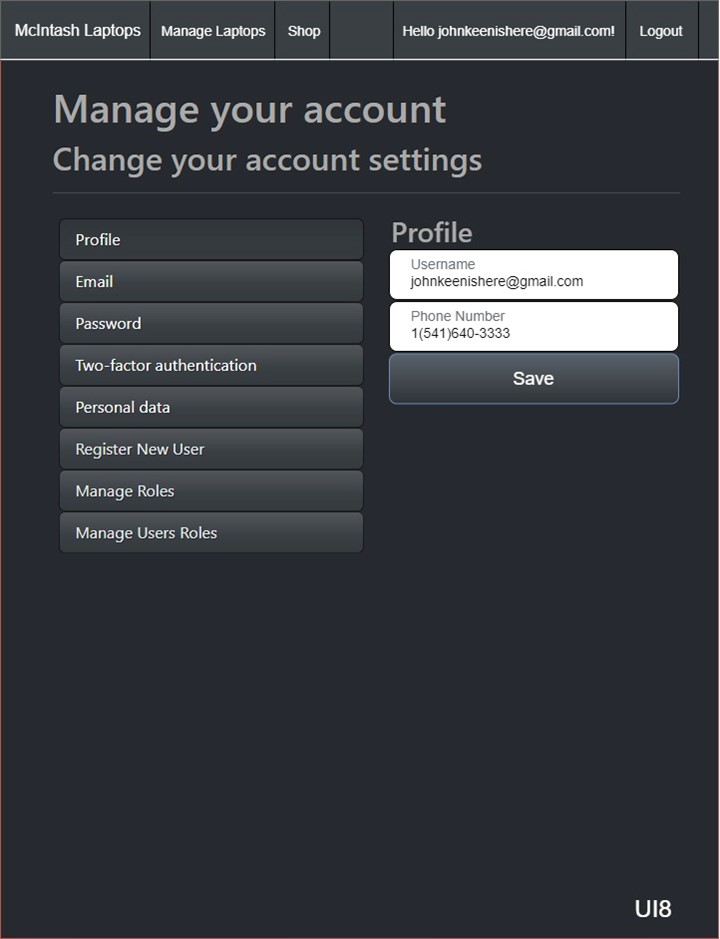 McIntash Laptops
Manage Laptops
Shop
Hello johnkeenishere@gmail.com!
Logout
Manage your account
Change your account settings
Profile
Email
Password
Two-factor authentication
Personal data
Register New User
Manage Roles
Manage Users Roles
Profile
Username
johnkeenishere@gmail.com
Phone Number
1(541)640-3333
Save
UI8